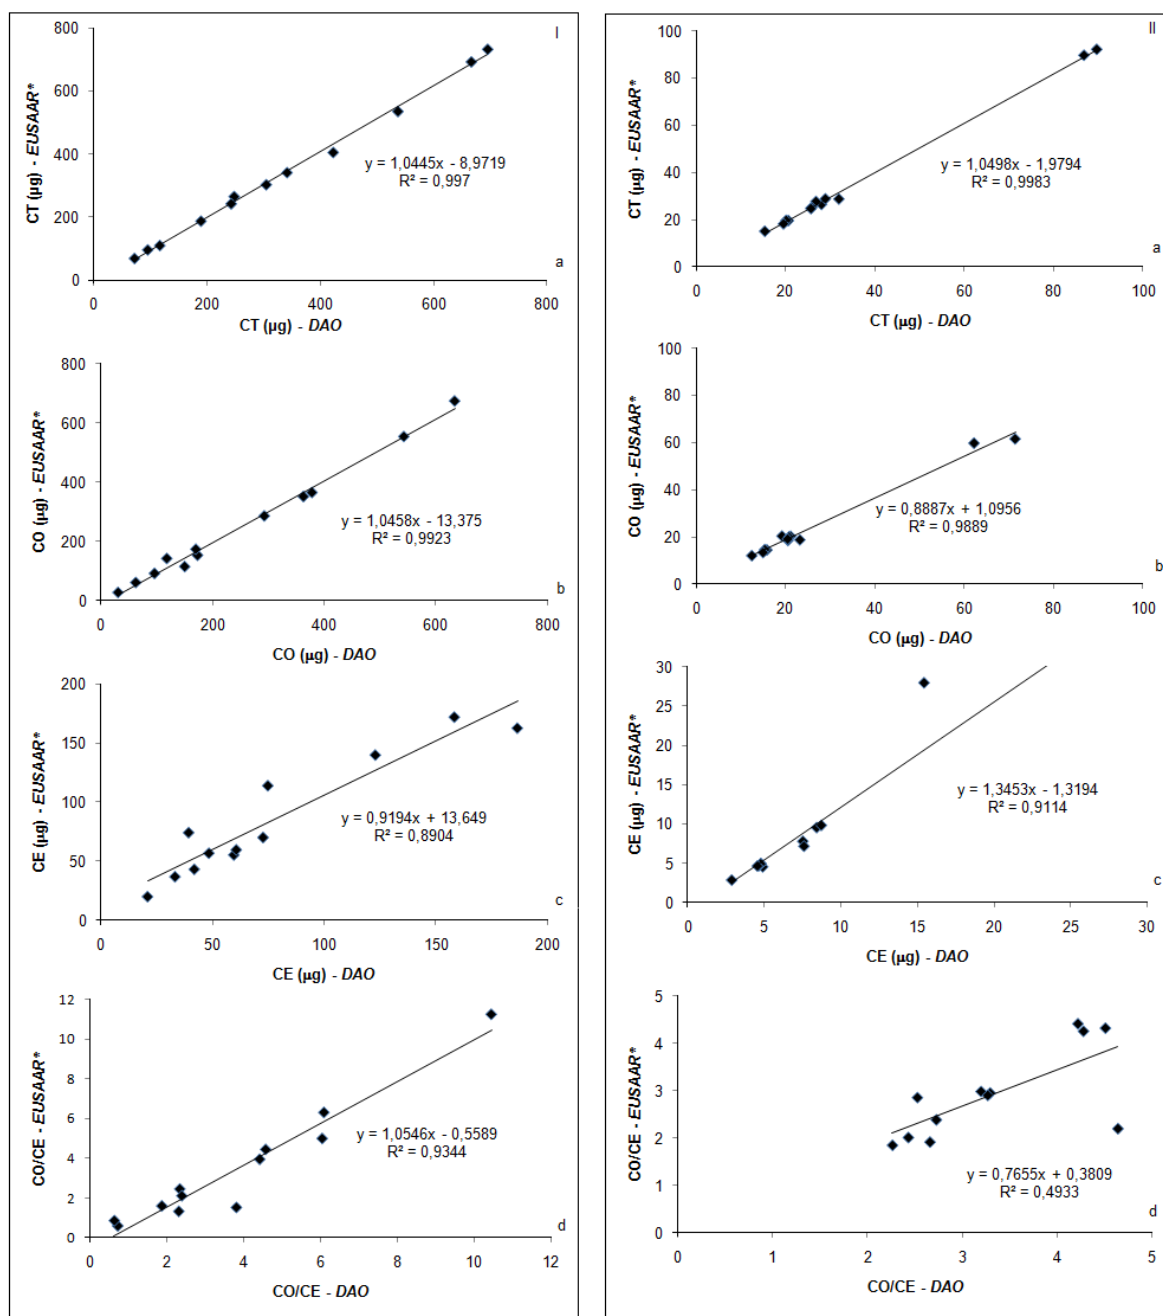 I
800
600
400
200
0
0 200 400 600 800
CT (µg) - EUSAAR*
y = 1,0445x - 8,9719
R² = 0,997
a
CT (µg) - DAO
800
600
400
200
0
0 200 400 600 800
CO (µg) - EUSAAR*
y = 1,0458x - 13,375
R² = 0,9923
b
CO (µg) - DAO
200
150
100
50
0
0 50 100 150 200
CE (µg) - EUSAAR*
y = 0,9194x + 13,649
R² = 0,8904
c
CE (µg) - DAO
12
10
8
6
4
2
0
0 2 4 6 8 10 12
CO/CE - EUSAAR*
y = 1,0546x - 0,5589
R² = 0,9344
d
CO/CE - DAO
II
100
80
60
40
20
0
0 20 40 60 80 100
CT (µg) - EUSAAR*
y = 1,0498x - 1,9794
R² = 0,9983
a
CT (µg) - DAO
100
80
60
40
20
0
0 20 40 60 80 100
CO (µg) - EUSAAR*
y = 0,8887x + 1,0956
R² = 0,9889
b
CO (µg) - DAO
30
25
20
15
10
5
0
0 5 10 15 20 25 30
CE (µg) - EUSAAR*
y = 1,3453x - 1,3194
R² = 0,9114
c
CE (µg) - DAO
5
4
3
2
1
0
0 1 2 3 4 5
CO/CE - EUSAAR*
y = 0,7655x + 0,3809
R² = 0,4933
d
CO/CE - DAO